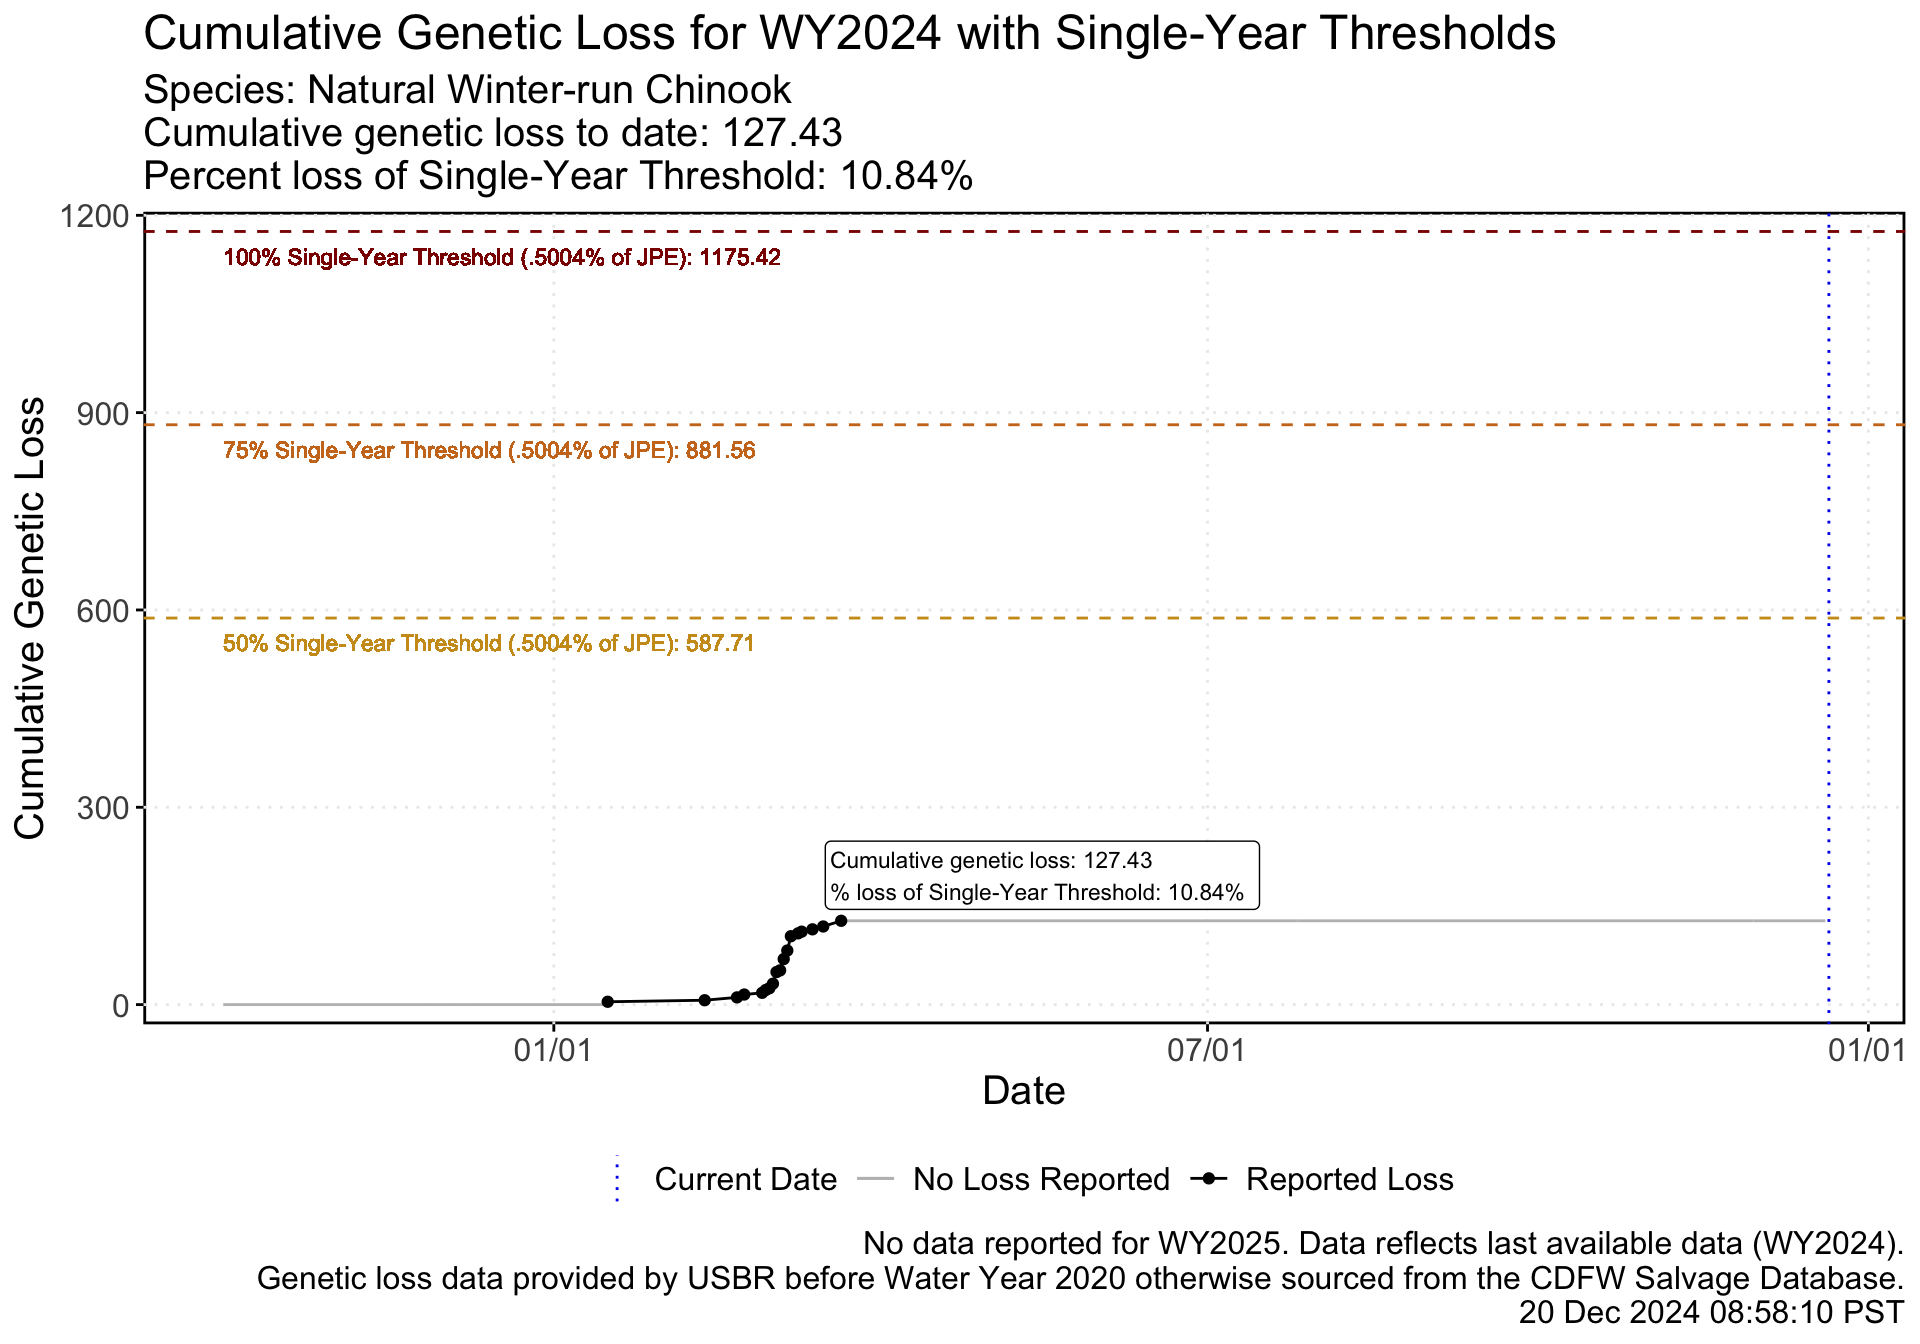 Cumulative Genetic Loss for WY2024 with Single-Year Thresholds
Species: Natural Winter-run Chinook
Cumulative genetic loss to date: 127.43
Percent loss of Single-Year Threshold: 10.84%
1200
100% Single-Year Threshold (.5004% of JPE): 1175.42
900
75% Single-Year Threshold (.5004% of JPE): 881.56
600
50% Single-Year Threshold (.5004% of JPE): 587.71
300
Cumulative genetic loss: 127.43
% loss of Single-Year Threshold: 10.84%
0
Cumulative Genetic Loss
01/01
07/01
01/01
Date
Current Date
No Loss Reported
Reported Loss
No data reported for WY2025. Data reflects last available data (WY2024).
Genetic loss data provided by USBR before Water Year 2020 otherwise sourced from the CDFW Salvage Database.
20 Dec 2024 08:58:10 PST